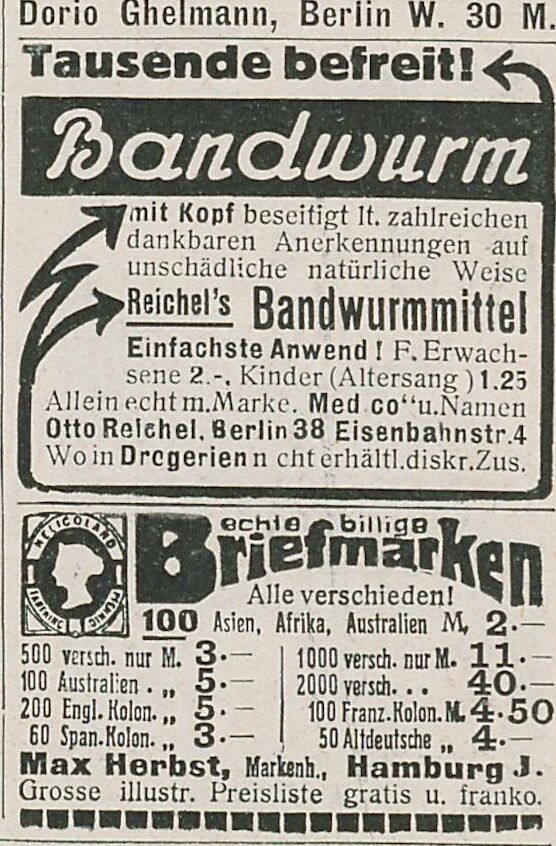 Dorio Ghelmann, Berlin W. 30 M.
Tausende befreit!
Bandwurm
mit Kopf beseitigt lt. zahlreichen
dankbaren Anerkennungen auf
unschädliche natürliche Weise
Reichel's Bandwurmmittel
Einfachste Anwend! F. Erwach-
sene 2.-, Kinder (Altersang) 1.25
Allein echt m. Marke. Med co“ u. Namen
Otto Reichel, Berlin 38 Eisenbahnstr. 4
Wo in Drogerien n cht erhältl. diskr. Zus.
HELIGOLAND
FARTHING PFENNIG
echte billige
Briefmarken
Alle verschieden!
100 Asien, Afrika, Australien M. 2.—
500 versch. nur M. 3.—
100 Australien . „ 5.—
200 Engl. Kolon. „ 5.—
60 Span. Kolon. „ 3.—
1000 versch. nur M. 11.—
2000 versch. . . 40.—
100 Franz. Kolon. M. 4.50
50 Altdeutsche „ 4.—
Max Herbst, Markenh., Hamburg J.
Grosse illustr. Preisliste gratis u. franko.